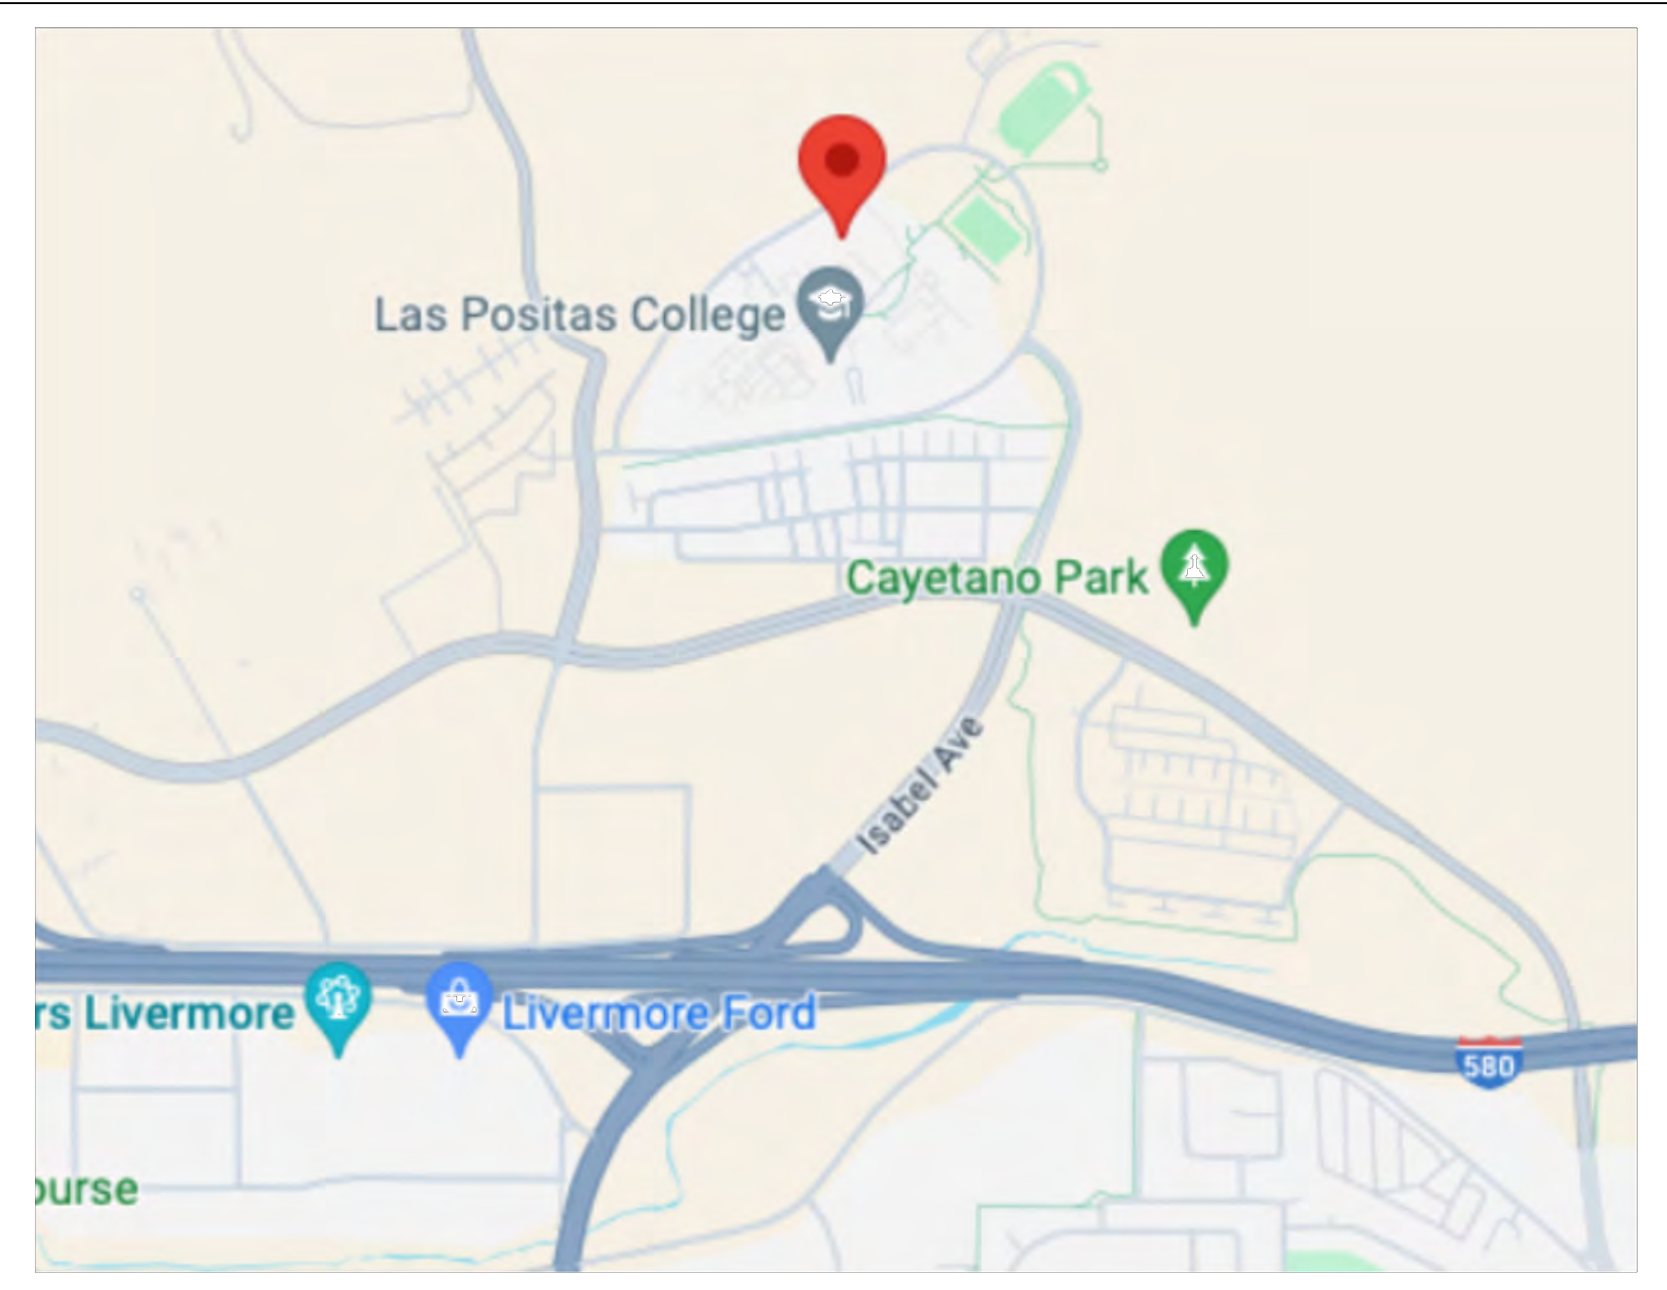 Las Positas College
Cayetano Park
Isabel Ave
rs Livermore
Livermore Ford
580
ourse